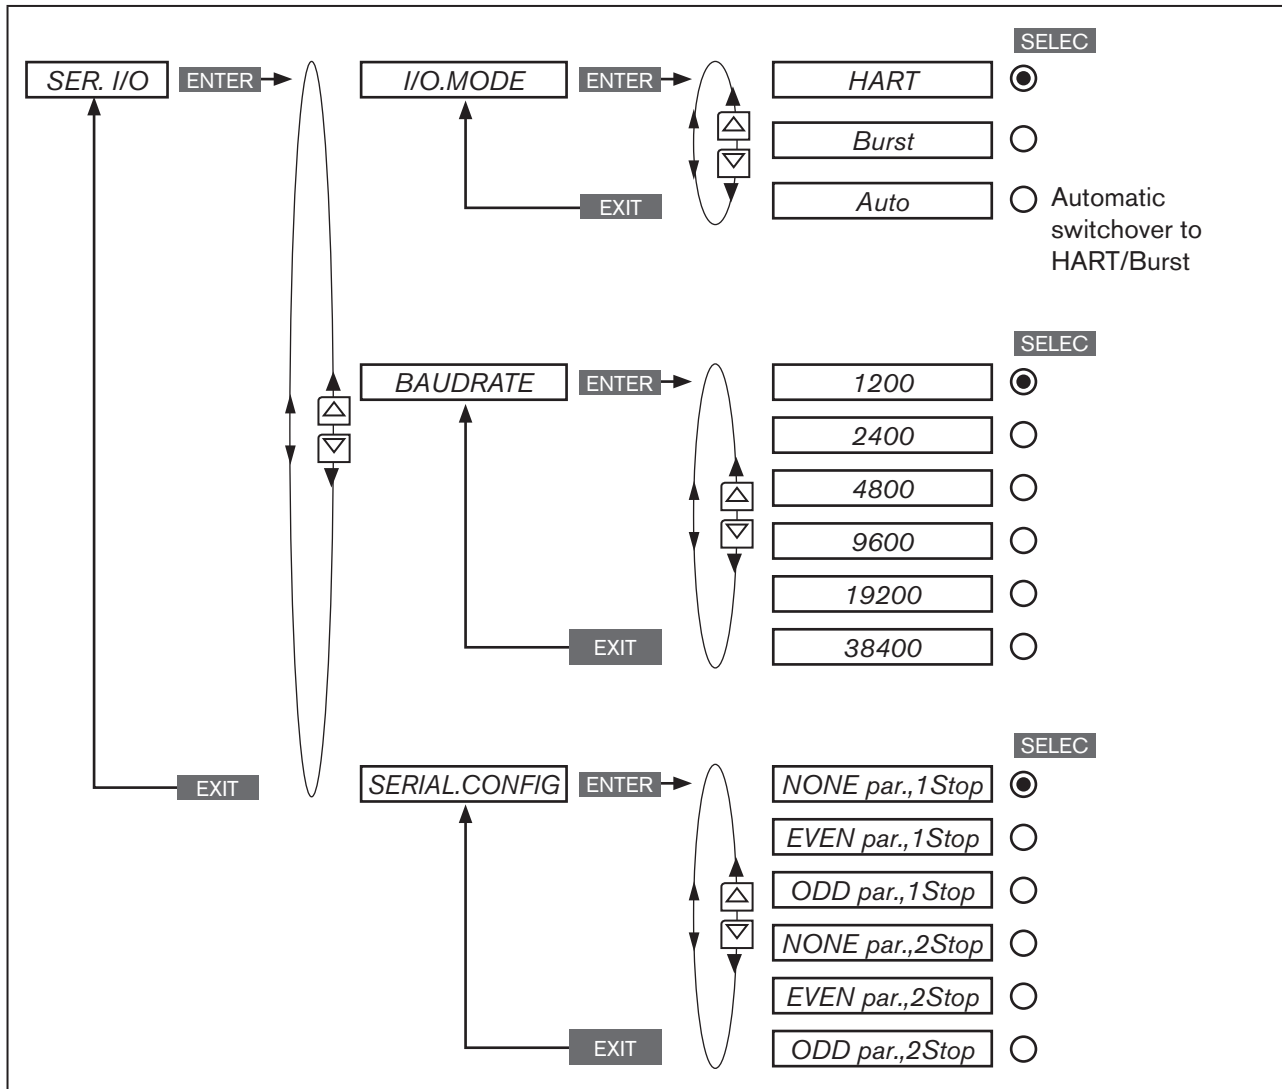 SELEC
SER. I/O ENTER I/O.MODE ENTER HART
Burst
EXIT Auto Automatic
switchover to
HART/Burst
SELEC
BAUDRATE ENTER 1200
2400
4800
9600
19200
EXIT 38400
SELEC
EXIT SERIAL.CONFIG ENTER NONE par.,1Stop
EVEN par.,1Stop
ODD par.,1Stop
NONE par.,2Stop
EVEN par.,2Stop
EXIT ODD par.,2Stop